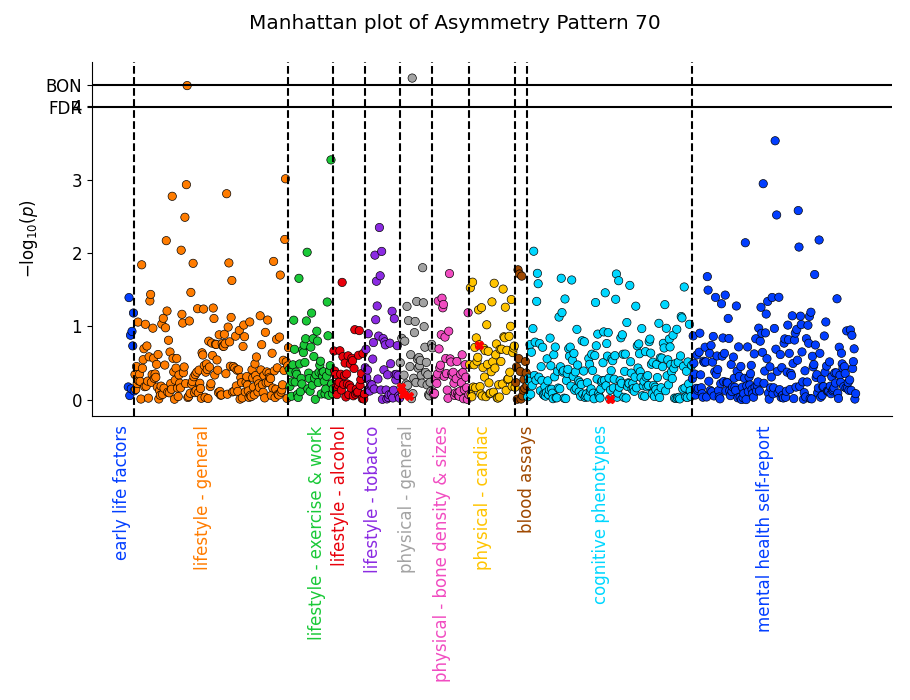 Manhattan plot of Asymmetry Pattern 70
BON
FDR
4
3
2
1
0
−log₁₀(p)
early life factors
lifestyle - general
lifestyle - exercise & work
lifestyle - alcohol
lifestyle - tobacco
physical - general
physical - bone density & sizes
physical - cardiac
blood assays
cognitive phenotypes
mental health self-report